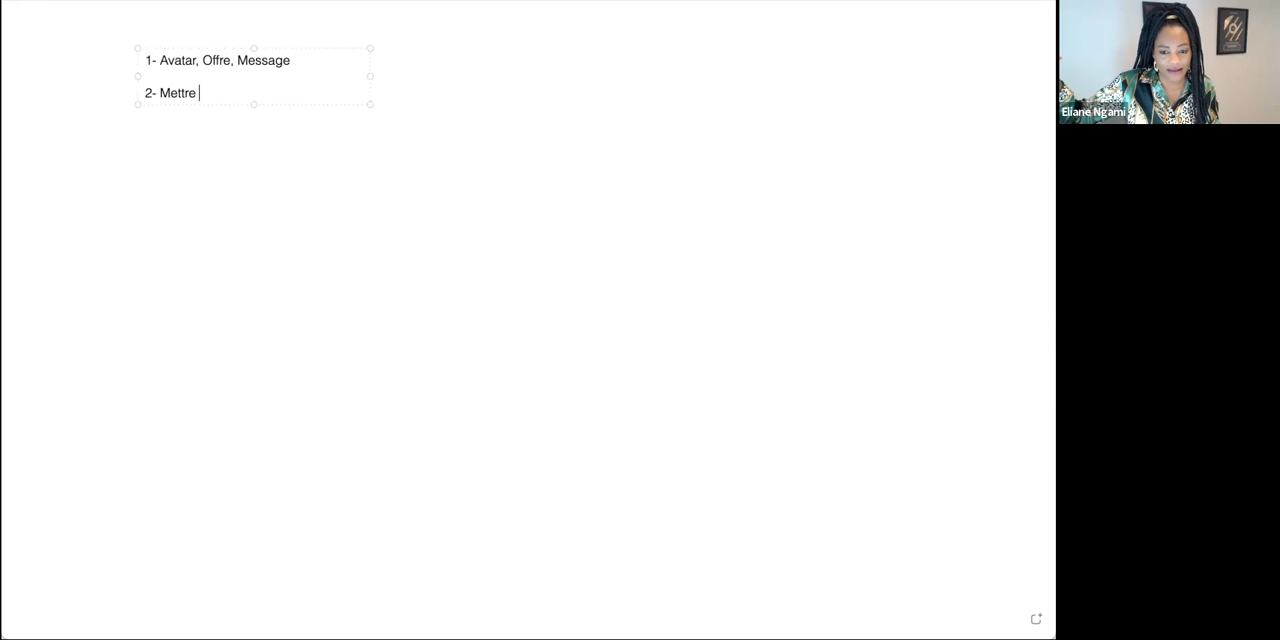 1- Avatar, Offre, Message
2- Mettre
Eliane Ngami